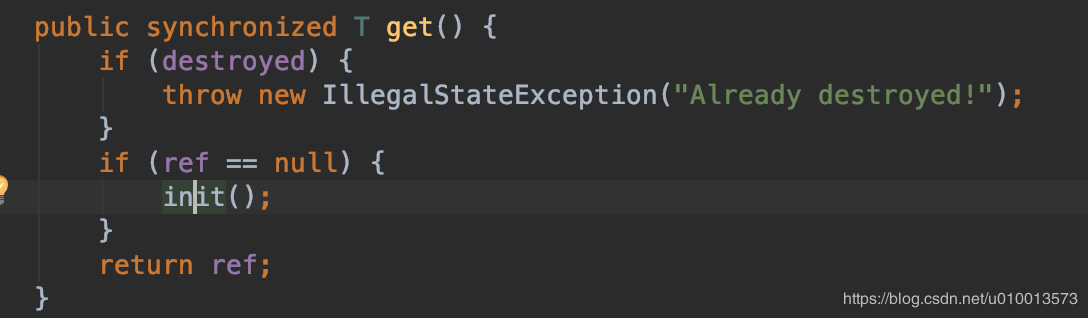 public synchronized T get() {
    if (destroyed) {
        throw new IllegalStateException("Already destroyed!");
    }
    if (ref == null) {
        init();
    }
    return ref;
}
https://blog.csdn.net/u010013573